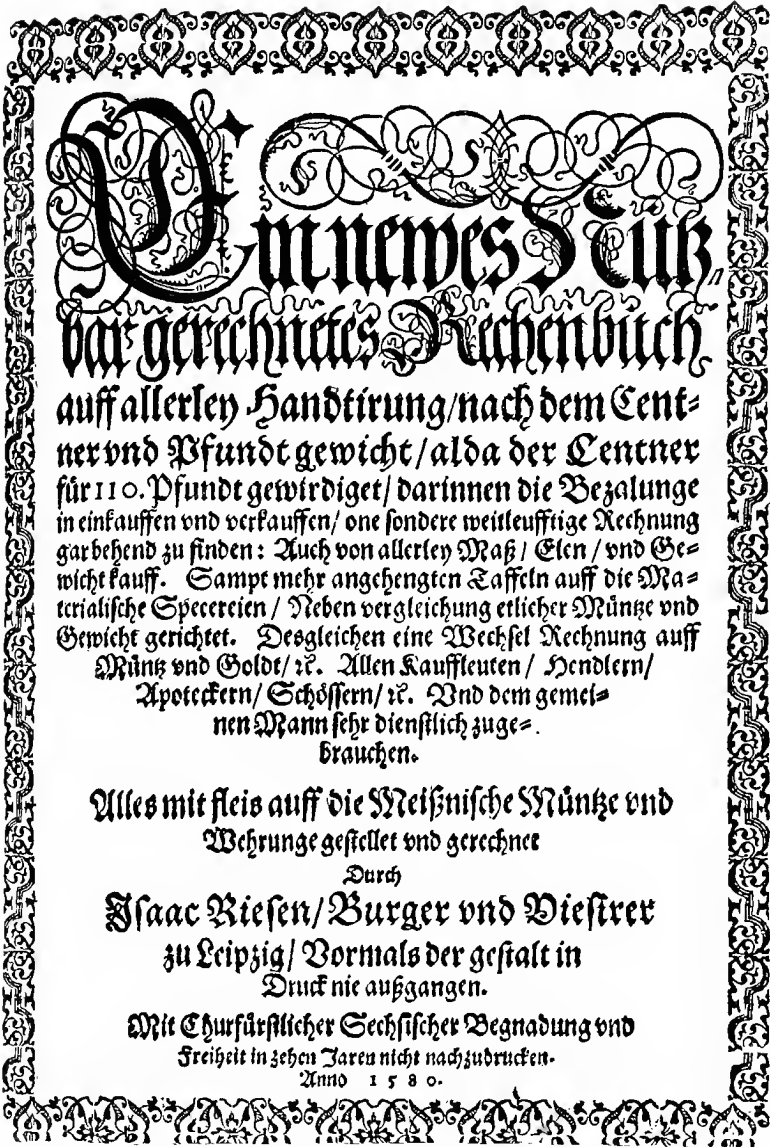 Ein newes Nütz-
bar gerechnetes Rechenbuch
auff allerley Handtirung/nach dem Cent-
ner vnd Pfundt gewicht/alda der Centner
für 110. Pfundt gewirdiget/darinnen die Bezalunge
in einkauffen vnd verkauffen/ one sondere weitleufftige Rechnung
gar behend zu finden: Auch von allerley Maß/ Elen/ vnd Ge-
wicht kauff. Sampt mehr angehengten Taffeln auff die Ma-
terialische Specereien/ Neben vergleichung etlicher Müntze vnd
Gewicht gerichtet. Desgleichen eine Wechsel Rechnung auff
Müntz vnd Goldt/ ꝛc. Allen Kauffleuten/ Hendlern/
Apoteckern/ Schössern/ ꝛc. Vnd dem gemei-
nen Mann sehr dienstlich zuge-
brauchen.
Alles mit fleis auff die Meißnische Müntze vnd
Wehrunge gestellet vnd gerechnet
Durch
Isaac Riesen/ Burger vnd Viesirer
zu Leipzig/ Vormals der gestalt in
Druck nie außgangen.
Mit Churfürstlicher Sechsischer Begnadung vnd
Freiheit in zehen Jaren nicht nachzudrucken.
Anno 1580.